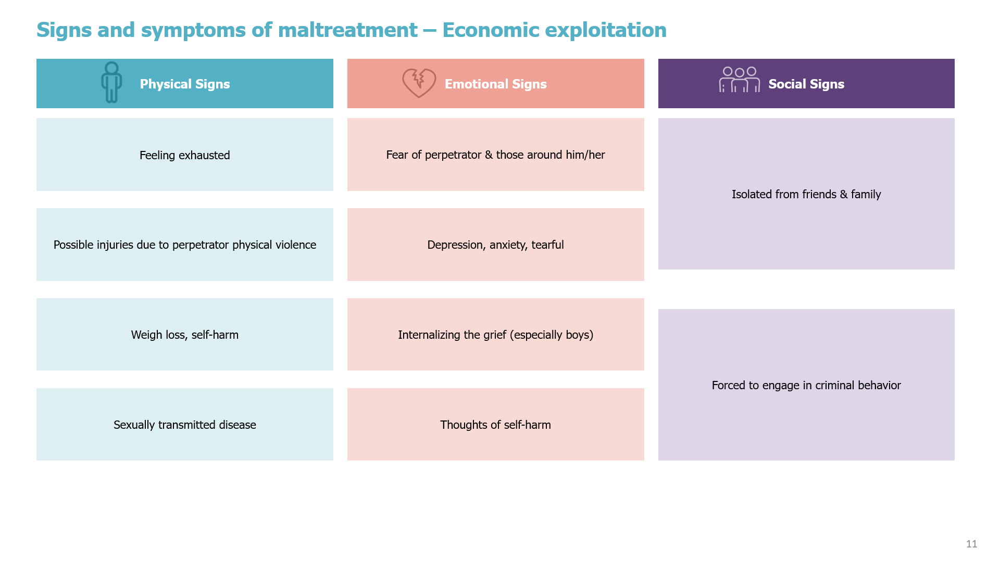 Signs and symptoms of maltreatment – Economic exploitation
Physical Signs
Feeling exhausted
Possible injuries due to perpetrator physical violence
Weigh loss, self-harm
Sexually transmitted disease
Emotional Signs
Fear of perpetrator & those around him/her
Depression, anxiety, tearful
Internalizing the grief (especially boys)
Thoughts of self-harm
Social Signs
Isolated from friends & family
Forced to engage in criminal behavior
11